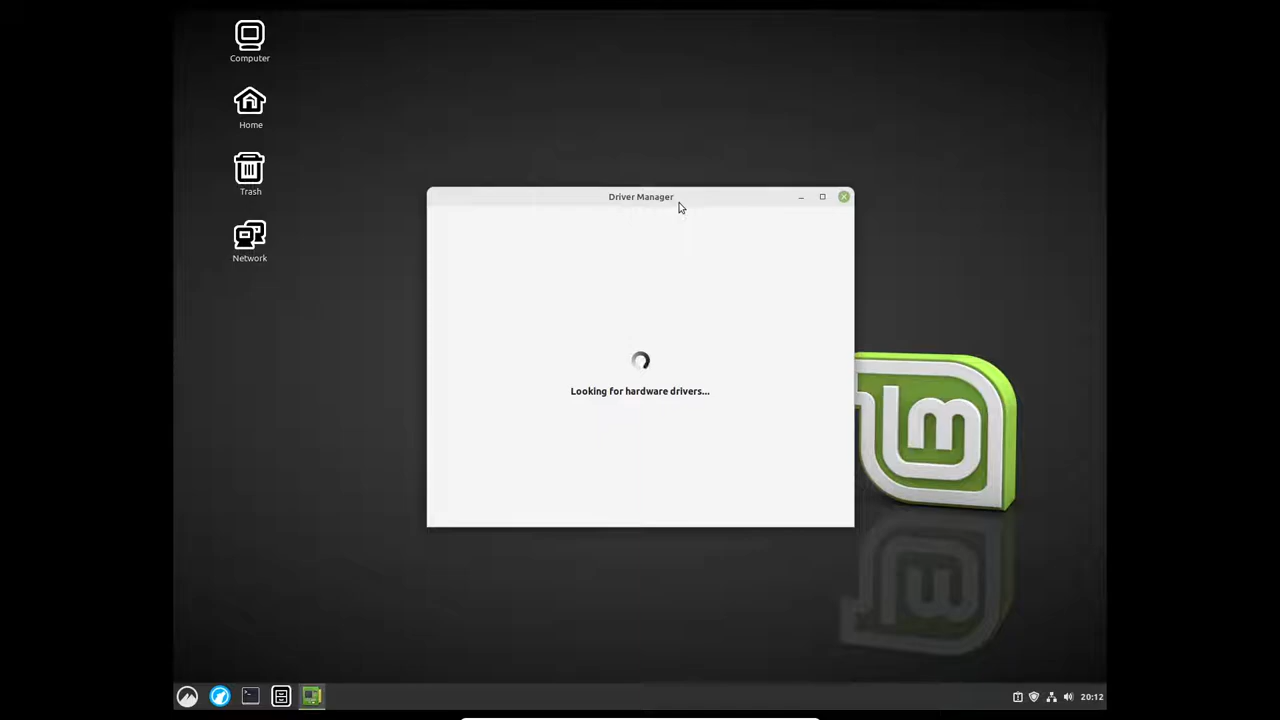 Computer
Home
Trash
Network
Driver Manager
Looking for hardware drivers...
20:12